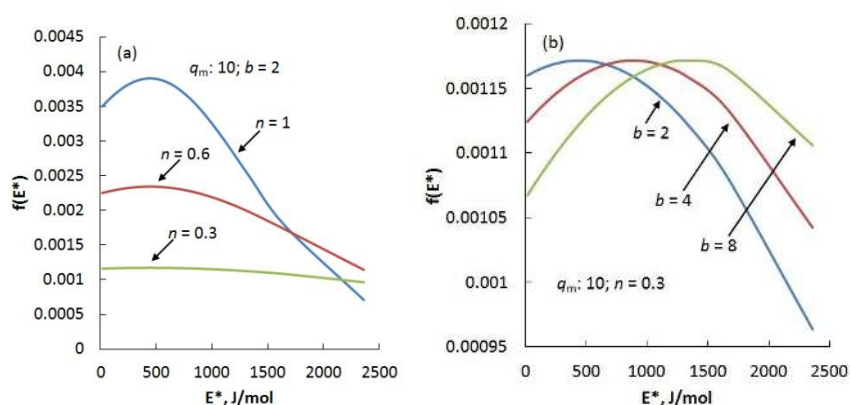 (a)
q_m: 10; b = 2
n = 1
n = 0.6
n = 0.3
0.0045
0.004
0.0035
0.003
0.0025
0.002
0.0015
0.001
0.0005
0
f(E*)
0 500 1000 1500 2000 2500
E*, J/mol
(b)
b = 2
b = 4
b = 8
q_m: 10; n = 0.3
0.0012
0.00115
0.0011
0.00105
0.001
0.00095
f(E*)
0 500 1000 1500 2000 2500
E*, J/mol